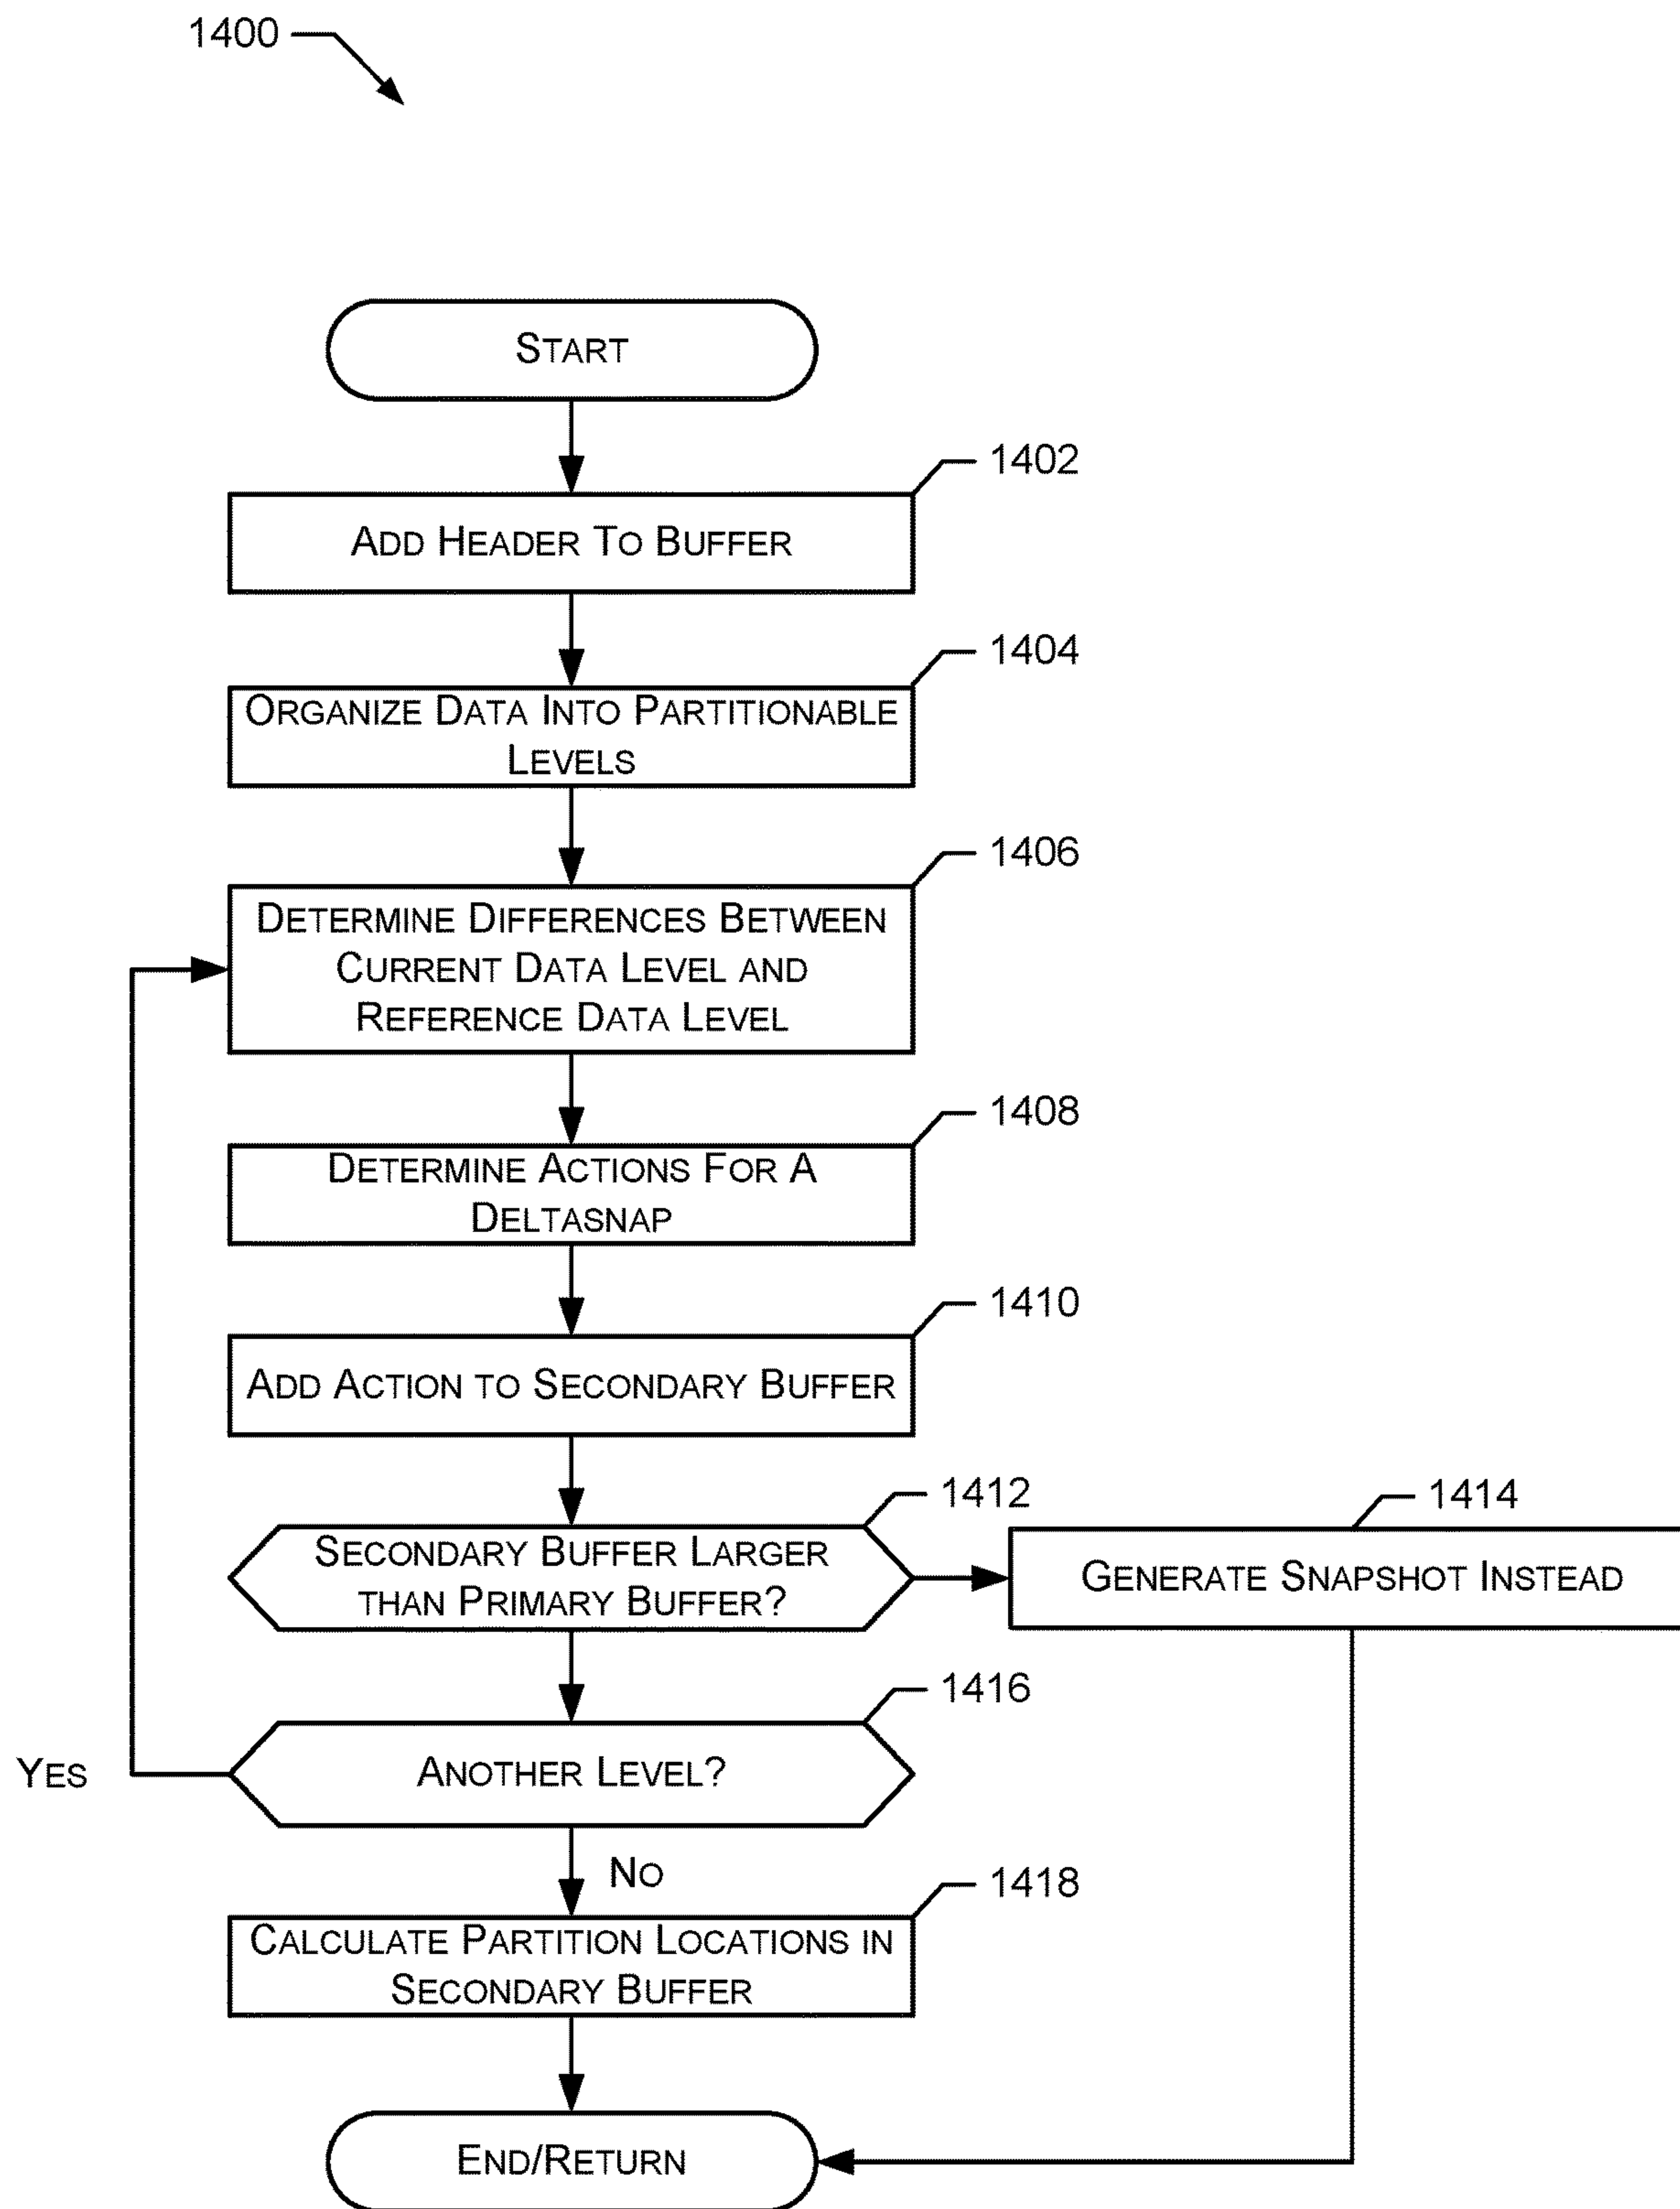 1400
START
1402
ADD HEADER TO BUFFER
1404
ORGANIZE DATA INTO PARTITIONABLE
LEVELS
1406
DETERMINE DIFFERENCES BETWEEN
CURRENT DATA LEVEL AND
REFERENCE DATA LEVEL
1408
DETERMINE ACTIONS FOR A
DELTASNAP
1410
ADD ACTION TO SECONDARY BUFFER
1412
SECONDARY BUFFER LARGER
THAN PRIMARY BUFFER?
1414
GENERATE SNAPSHOT INSTEAD
1416
ANOTHER LEVEL?
YES
NO
1418
CALCULATE PARTITION LOCATIONS IN
SECONDARY BUFFER
END/RETURN